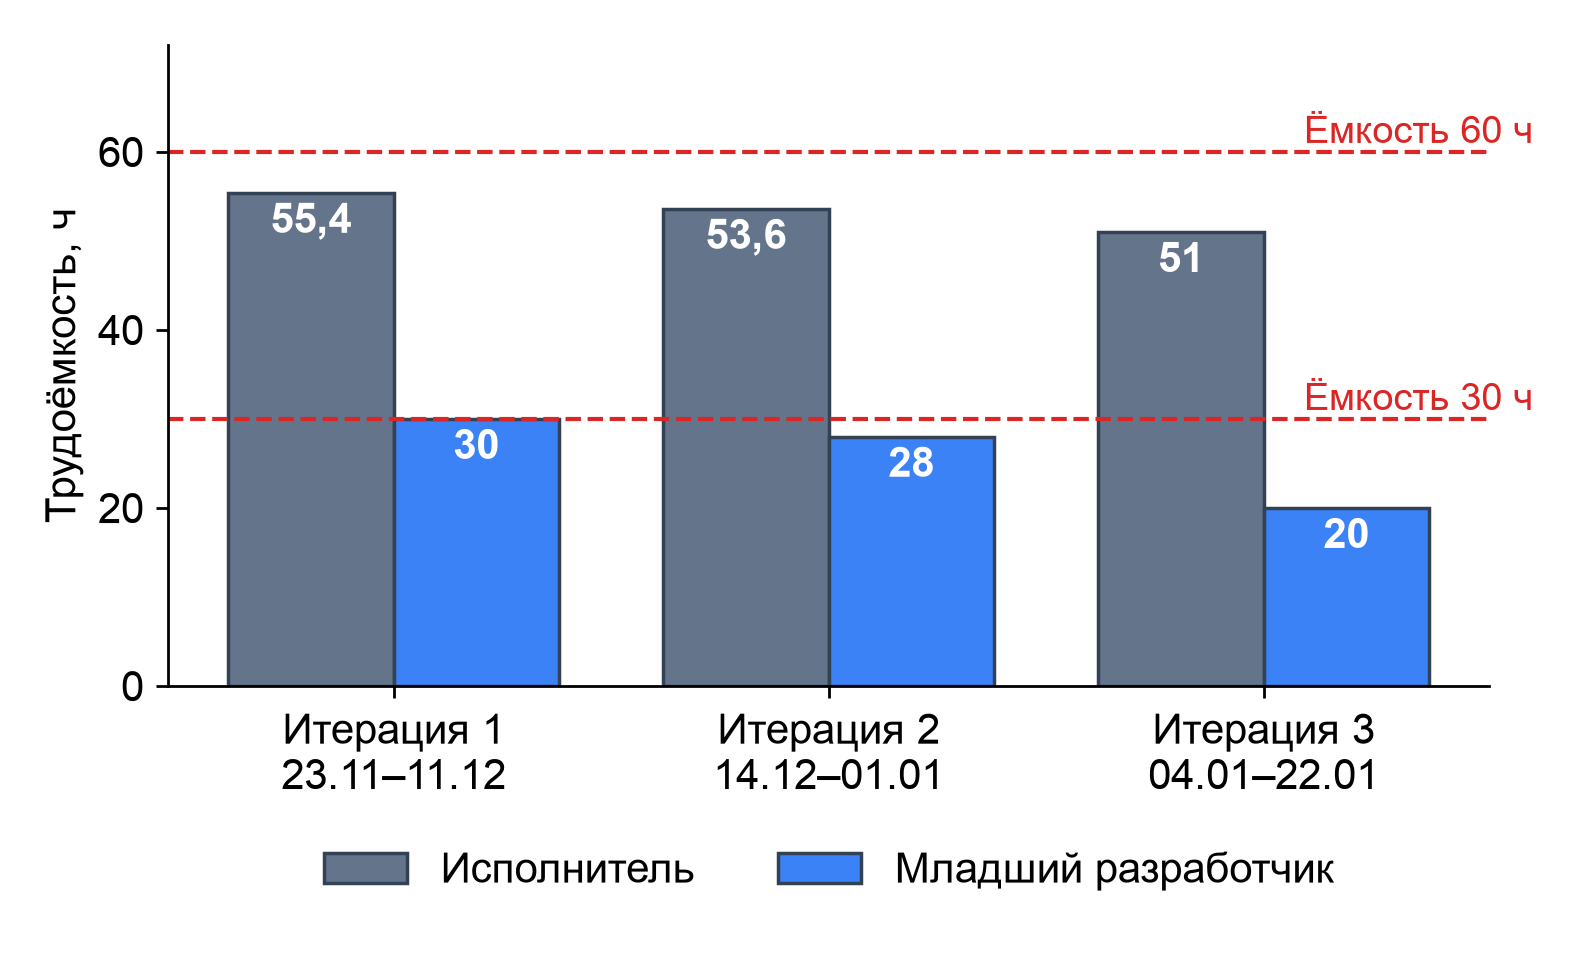 Трудоёмкость, ч
60
40
20
0
Ёмкость 60 ч
Ёмкость 30 ч
55,4
30
53,6
28
51
20
Итерация 1
23.11–11.12
Итерация 2
14.12–01.01
Итерация 3
04.01–22.01
Исполнитель
Младший разработчик